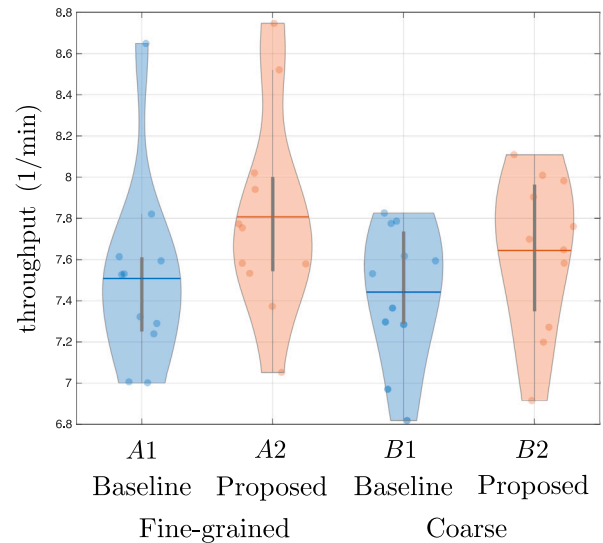 8.8
8.6
8.4
8.2
8
7.8
7.6
7.4
7.2
7
6.8
throughput (1/min)
A1 A2 B1 B2
Baseline Proposed Baseline Proposed
Fine-grained Coarse